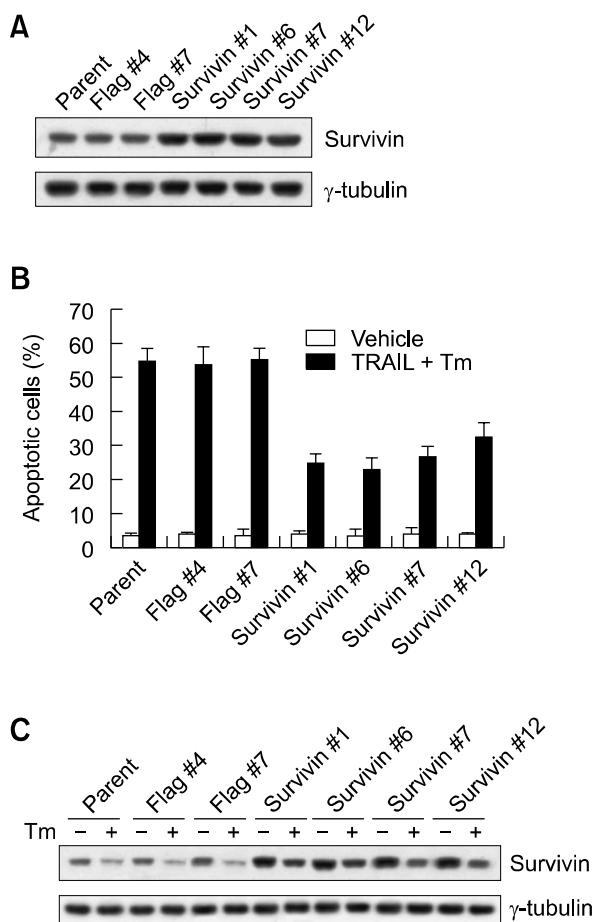 A
Parent
Flag #4
Flag #7
Survivin #1
Survivin #6
Survivin #7
Survivin #12
Survivin
γ-tubulin
B
70
60
50
40
30
20
10
0
Apoptotic cells (%)
Vehicle
TRAIL + Tm
Parent
Flag #4
Flag #7
Survivin #1
Survivin #6
Survivin #7
Survivin #12
C
Parent
Flag #4
Flag #7
Survivin #1
Survivin #6
Survivin #7
Survivin #12
Tm – + – + – + – + – + – + – +
Survivin
γ-tubulin